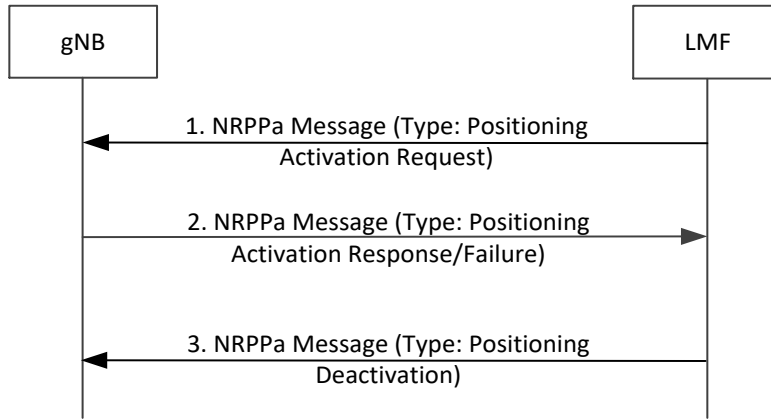 gNB
LMF
1. NRPPa Message (Type: Positioning
Activation Request)
2. NRPPa Message (Type: Positioning
Activation Response/Failure)
3. NRPPa Message (Type: Positioning
Deactivation)